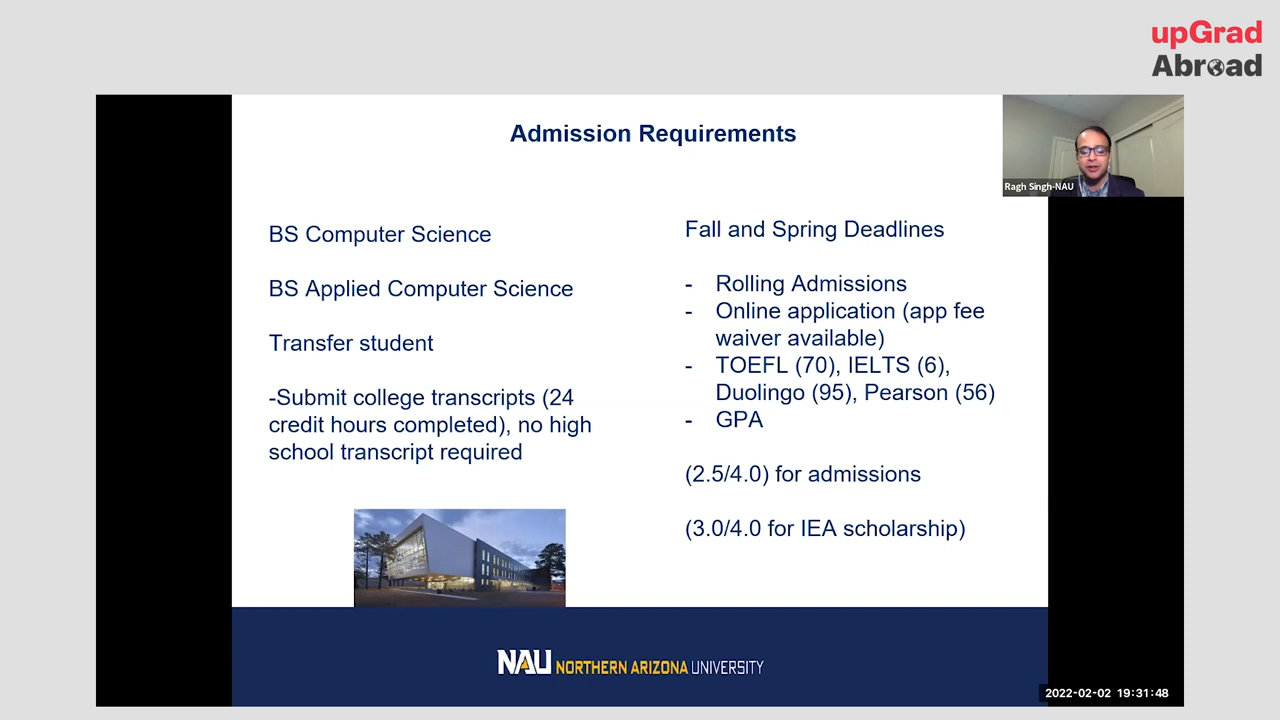 upGrad
Abroad
Admission Requirements
Ragh Singh-NAU
BS Computer Science
BS Applied Computer Science
Transfer student
-Submit college transcripts (24
credit hours completed), no high
school transcript required
Fall and Spring Deadlines
- Rolling Admissions
- Online application (app fee
waiver available)
- TOEFL (70), IELTS (6),
Duolingo (95), Pearson (56)
- GPA
(2.5/4.0) for admissions
(3.0/4.0 for IEA scholarship)
NAU NORTHERN ARIZONA UNIVERSITY
2022-02-02 19:31:48